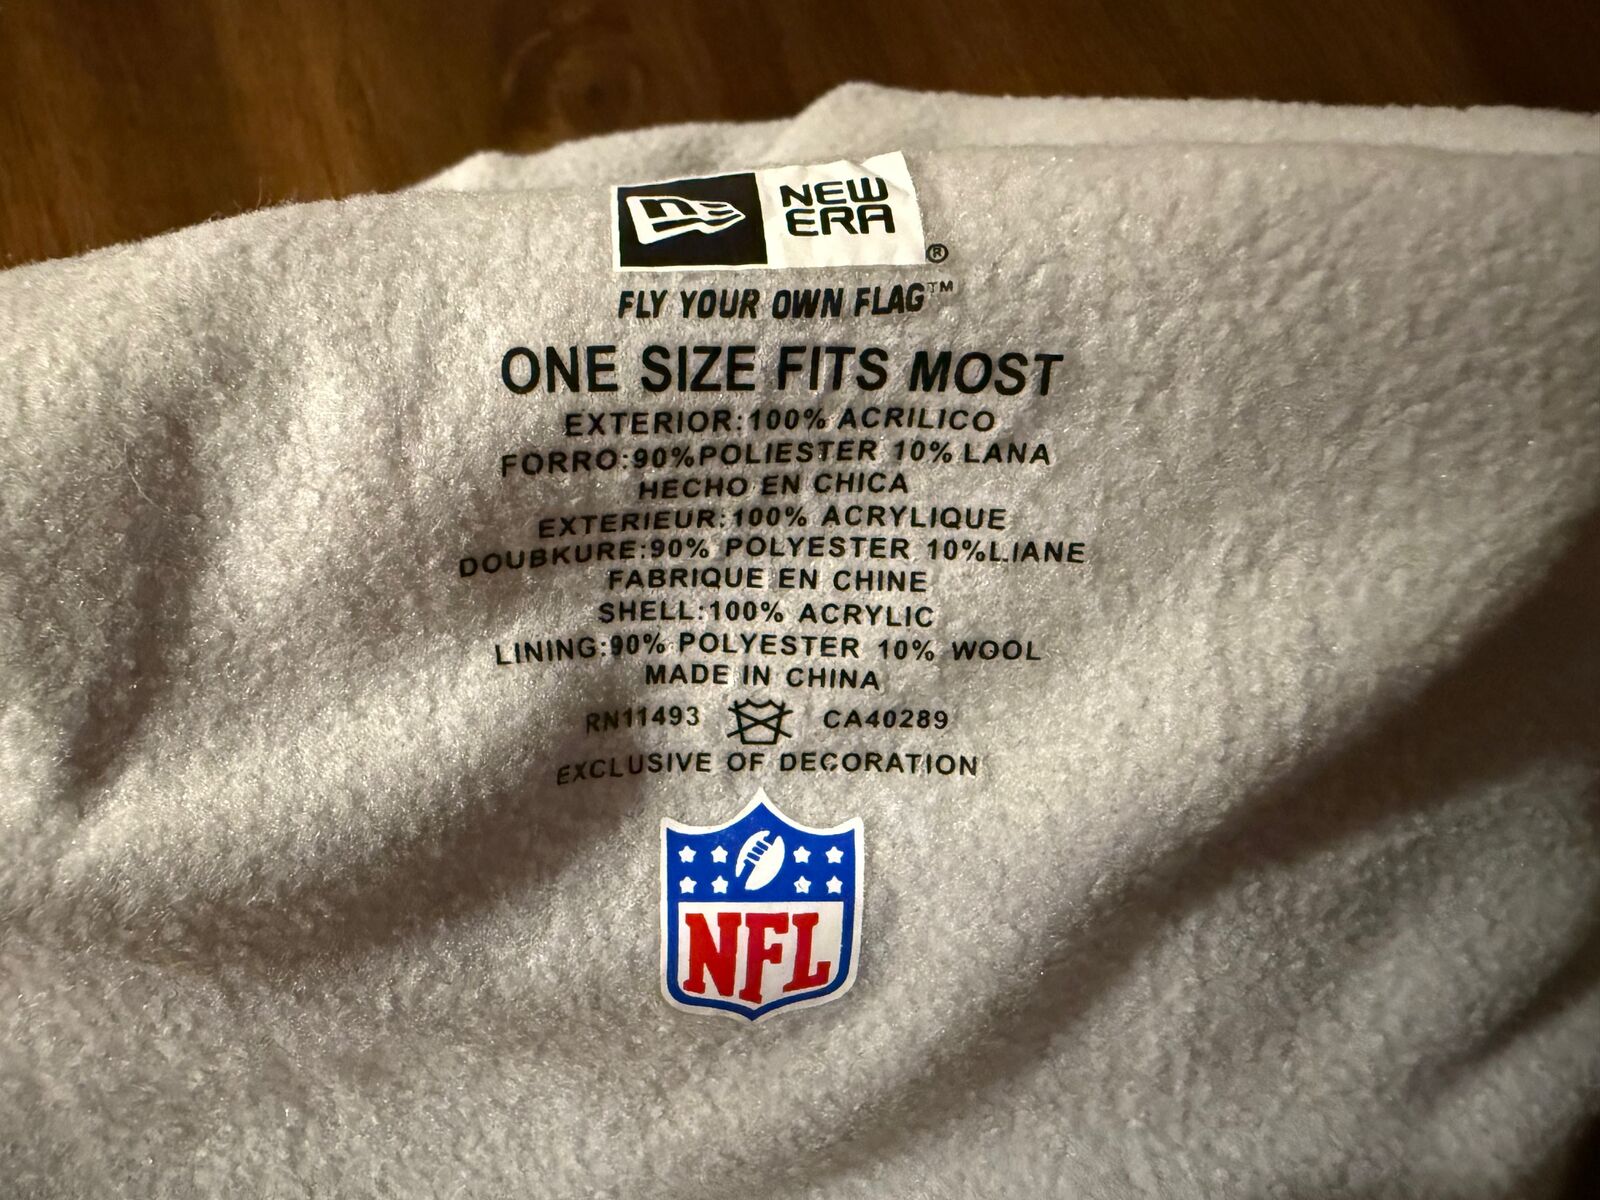 NEW
ERA
®
FLY YOUR OWN FLAG™
ONE SIZE FITS MOST
EXTERIOR:100% ACRILICO
FORRO:90%POLIESTER 10% LANA
HECHO EN CHICA
EXTERIEUR:100% ACRYLIQUE
DOUBKURE:90% POLYESTER 10%LIANE
FABRIQUE EN CHINE
SHELL:100% ACRYLIC
LINING:90% POLYESTER 10% WOOL
MADE IN CHINA
RN11493 CA40289
EXCLUSIVE OF DECORATION
NFL